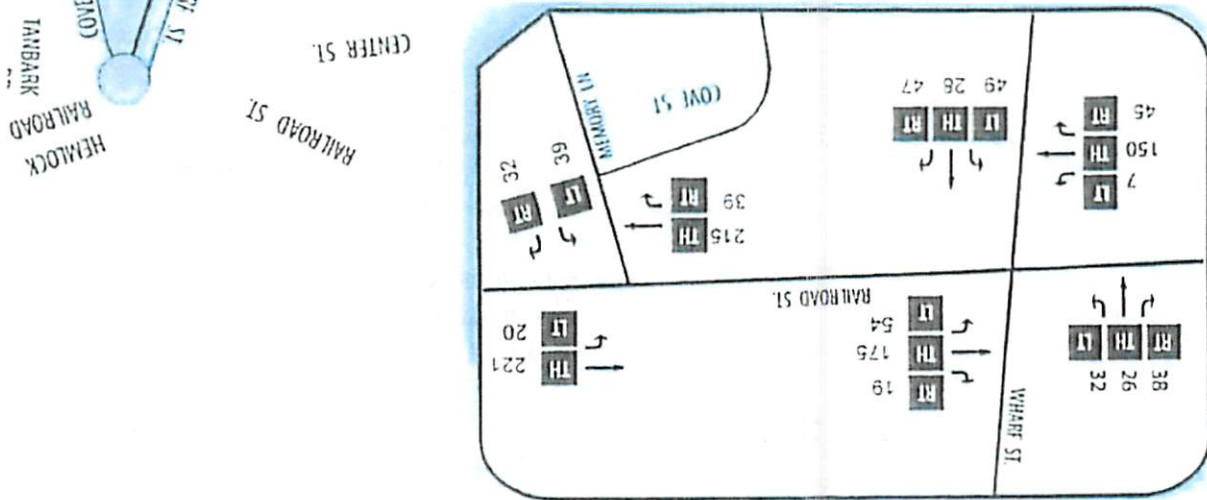 WHARF ST.
38 26 32
RT TH LT
RT 19
TH 175
LT 54
TH 221
LT 20
RAILROAD ST.
7 LT
150 TH
45 RT
LT TH RT
49 28 47
215 TH
39 RT
LT RT
39 32
MEMORY LN
COVE ST.
RAILROAD ST.
CENTER ST.
HEMLOCK
RAILROAD
TANBARK
COVE
ST.